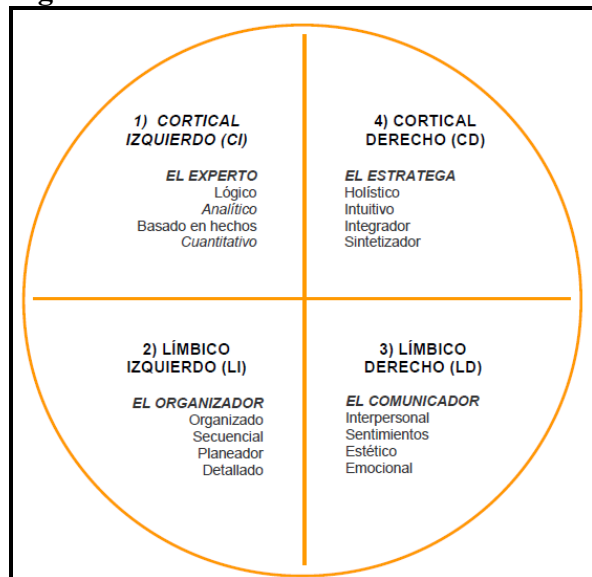 1) CORTICAL
IZQUIERDO (CI)
EL EXPERTO
Lógico
Analítico
Basado en hechos
Cuantitativo
4) CORTICAL
DERECHO (CD)
EL ESTRATEGA
Holístico
Intuitivo
Integrador
Sintetizador
2) LÍMBICO
IZQUIERDO (LI)
EL ORGANIZADOR
Organizado
Secuencial
Planeador
Detallado
3) LÍMBICO
DERECHO (LD)
EL COMUNICADOR
Interpersonal
Sentimientos
Estético
Emocional